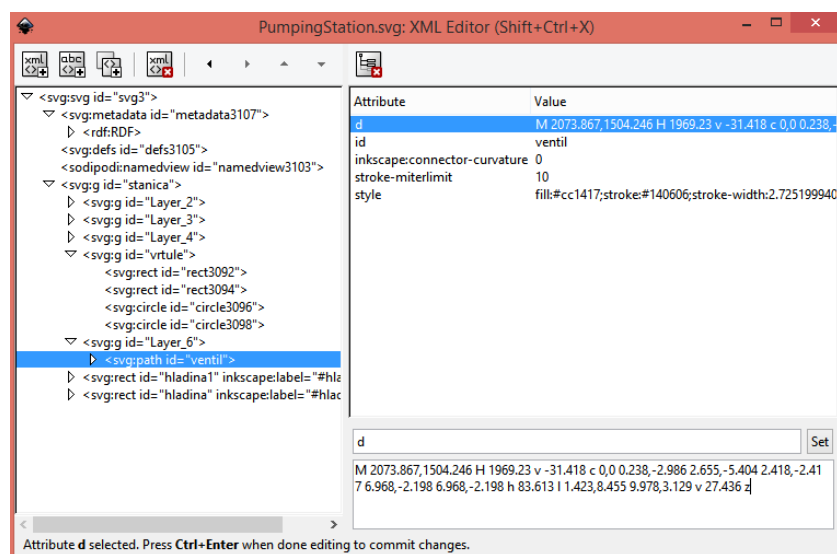 PumpingStation.svg: XML Editor (Shift+Ctrl+X)
<svg:svg id="svg3">
<svg:metadata id="metadata3107">
<rdf:RDF>
<svg:defs id="defs3105">
<sodipodi:namedview id="namedview3103">
<svg:g id="stanica">
<svg:g id="Layer_2">
<svg:g id="Layer_3">
<svg:g id="Layer_4">
<svg:g id="vrtule">
<svg:rect id="rect3092">
<svg:rect id="rect3094">
<svg:circle id="circle3096">
<svg:circle id="circle3098">
<svg:g id="Layer_6">
<svg:path id="ventil">
<svg:rect id="hladina1" inkscape:label="#hla
<svg:rect id="hladina" inkscape:label="#hlad
Attribute Value
d M 2073.867,1504.246 H 1969.23 v -31.418 c 0,0 0.238,-
id ventil
inkscape:connector-curvature 0
stroke-miterlimit 10
style fill:#cc1417;stroke:#140606;stroke-width:2.725199940
d Set
M 2073.867,1504.246 H 1969.23 v -31.418 c 0,0 0.238,-2.986 2.655,-5.404 2.418,-2.41
7 6.968,-2.198 6.968,-2.198 h 83.613 l 1.423,8.455 9.978,3.129 v 27.436 z
Attribute d selected. Press Ctrl+Enter when done editing to commit changes.